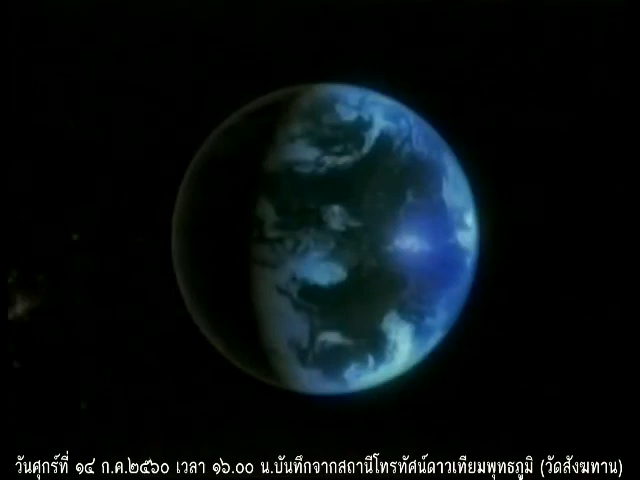 วันศุกร์ที่ ๑๔ ก.ค.๒๕๖๐ เวลา ๑๖.๐๐ น.บันทึกจากสถานีโทรทัศน์ดาวเทียมพุทธภูมิ (วัดสังฆทาน)